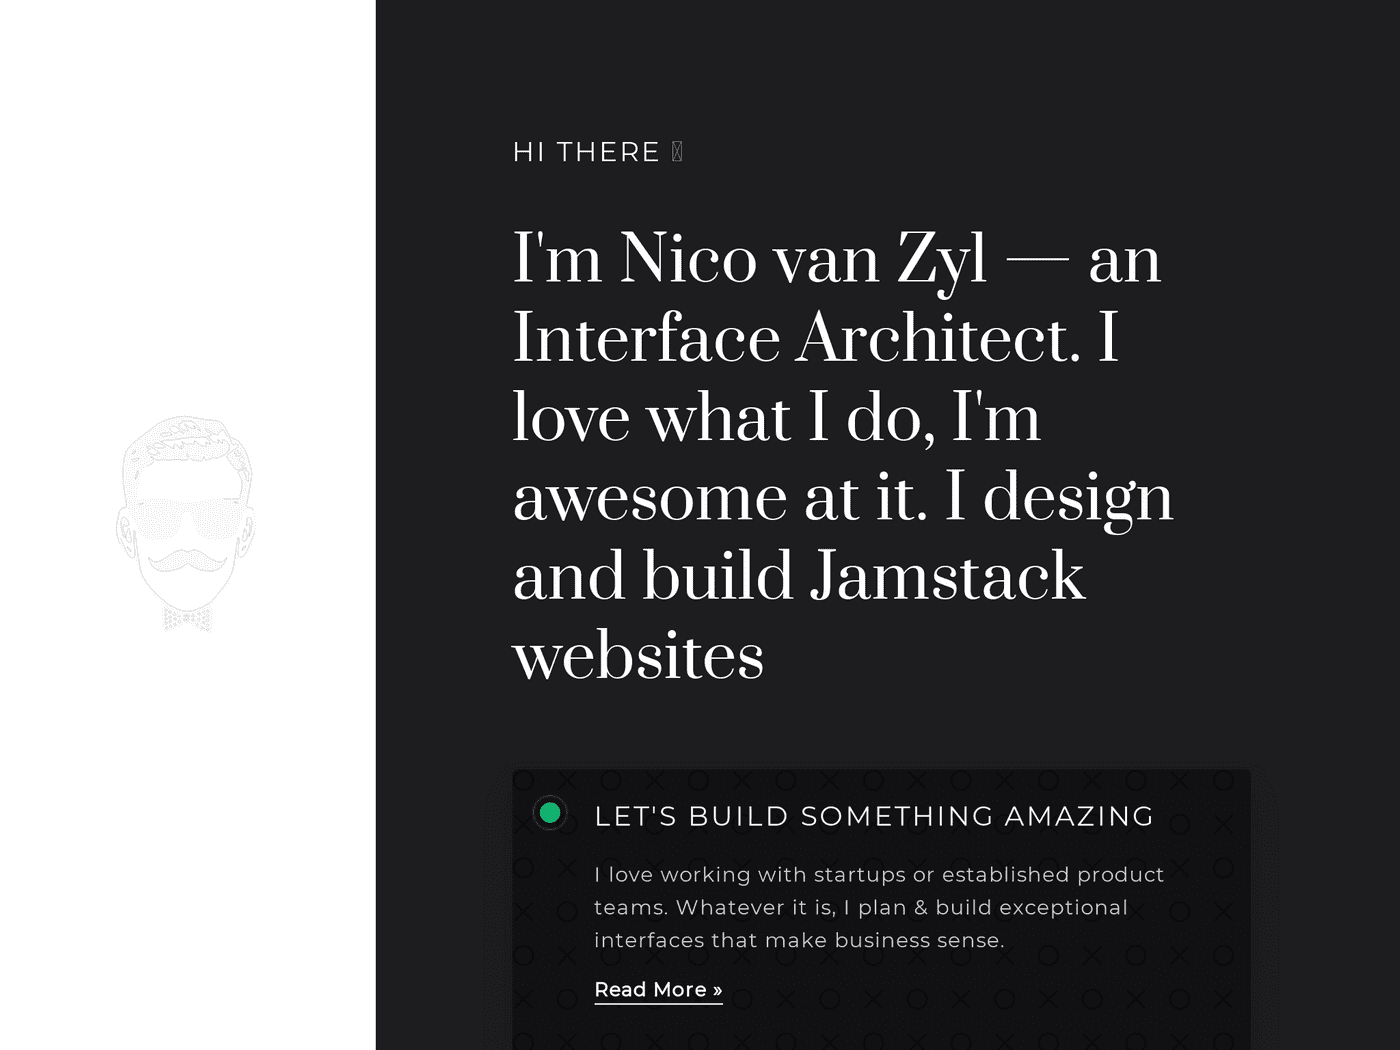 HI THERE
I'm Nico van Zyl — an
Interface Architect. I
love what I do, I'm
awesome at it. I design
and build Jamstack
websites
LET'S BUILD SOMETHING AMAZING
I love working with startups or established product
teams. Whatever it is, I plan & build exceptional
interfaces that make business sense.
Read More »